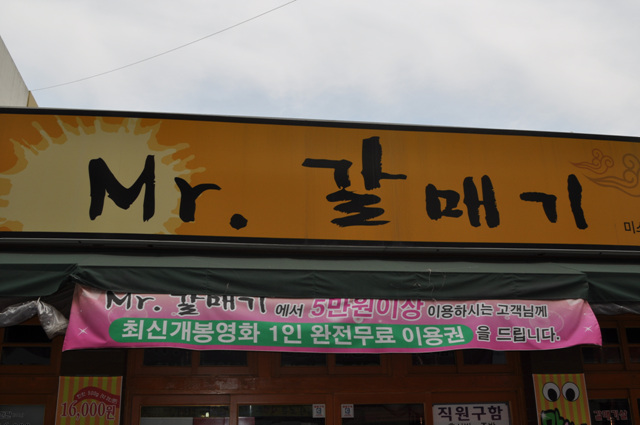 Mr. 갈매기
미스
Mr. 갈매기 에서 5만원이상 이용하시는 고객님께
최신개봉영화 1인 완전무료 이용권 을 드립니다.
16,000원
직원구함